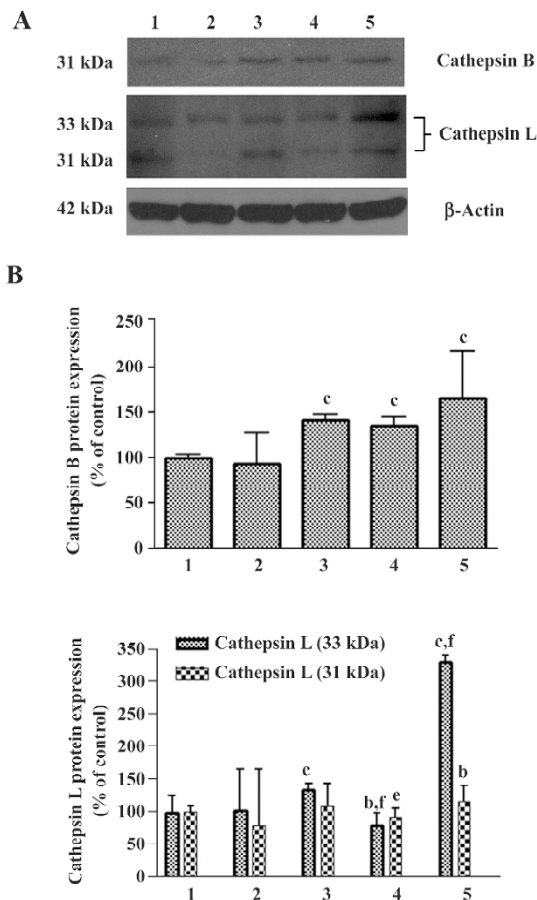 A
1 2 3 4 5
31 kDa
Cathepsin B
33 kDa
Cathepsin L
31 kDa
42 kDa
β-Actin
B
Cathepsin B protein expression
(% of control)
250
200
150
100
50
0
c
c
c
1 2 3 4 5
Cathepsin L protein expression
(% of control)
350
300
250
200
150
100
50
0
Cathepsin L (33 kDa)
Cathepsin L (31 kDa)
c
b,f
e
c,f
b
1 2 3 4 5